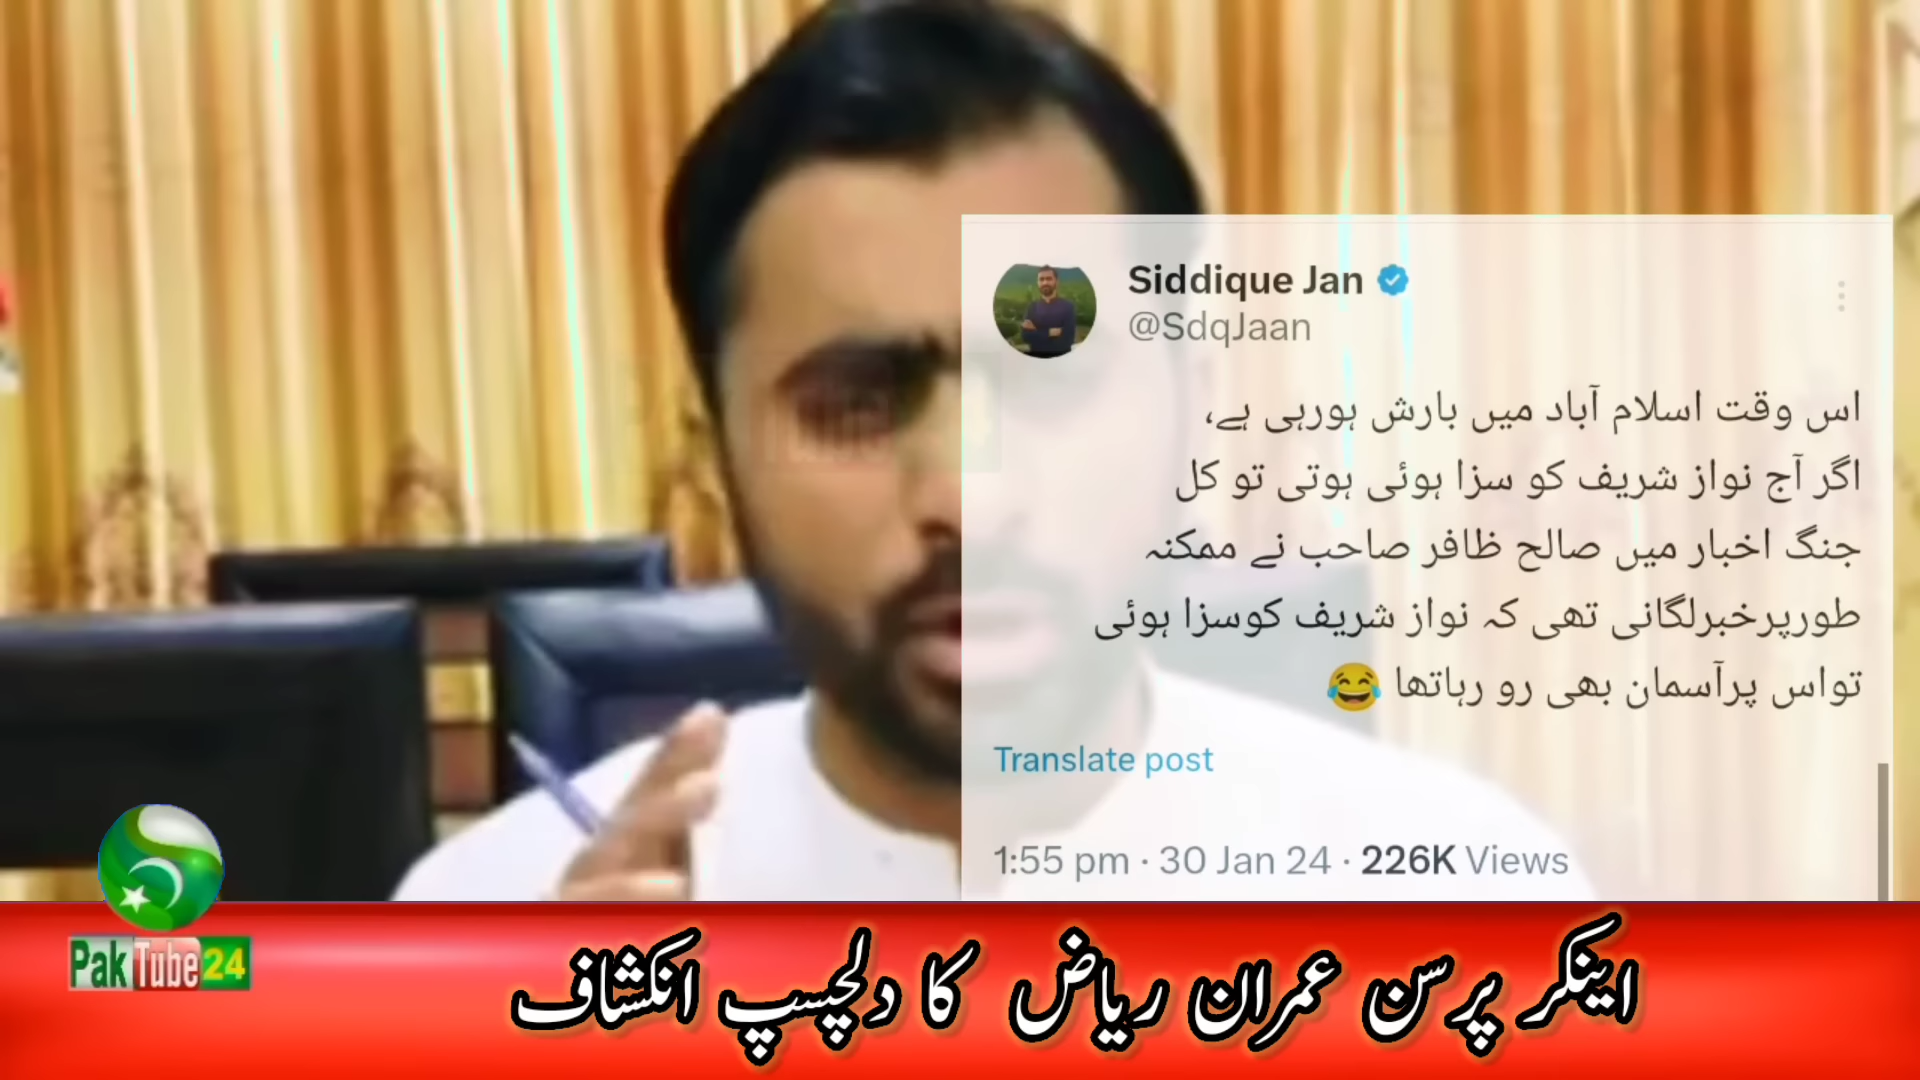 Siddique Jan
@SdqJaan
اس وقت اسلام آباد میں بارش ہورہی ہے،
اگر آج نواز شریف کو سزا ہوئی ہوتی تو کل
جنگ اخبار میں صالح ظافر صاحب نے ممکنہ
طورپرخبرلگانی تھی کہ نواز شریف کوسزا ہوئی
تواس پرآسمان بھی رو رہاتھا 😂
Translate post
1:55 pm · 30 Jan 24 · 226K Views
PakTube24
اینکر پرسن عمران ریاض کا دلچسپ انکشاف